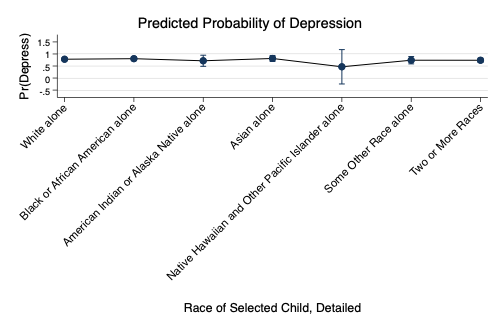 Predicted Probability of Depression
Pr(Depress)
1.5
1
.5
0
-.5
White alone
Black or African American alone
American Indian or Alaska Native alone
Asian alone
Native Hawaiian and Other Pacific Islander alone
Some Other Race alone
Two or More Races
Race of Selected Child, Detailed